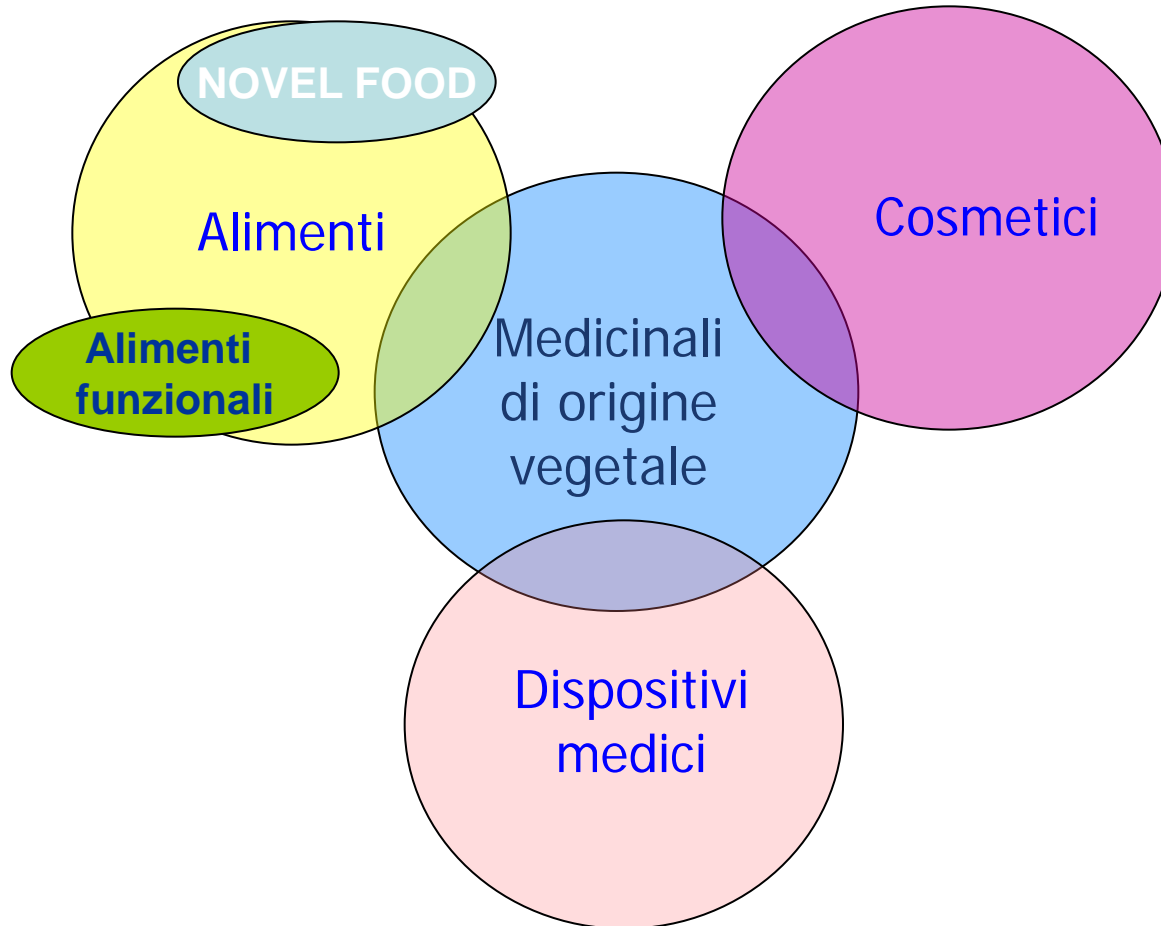 NOVEL FOOD
Alimenti
Cosmetici
Alimenti
funzionali
Medicinali
di origine
vegetale
Dispositivi
medici